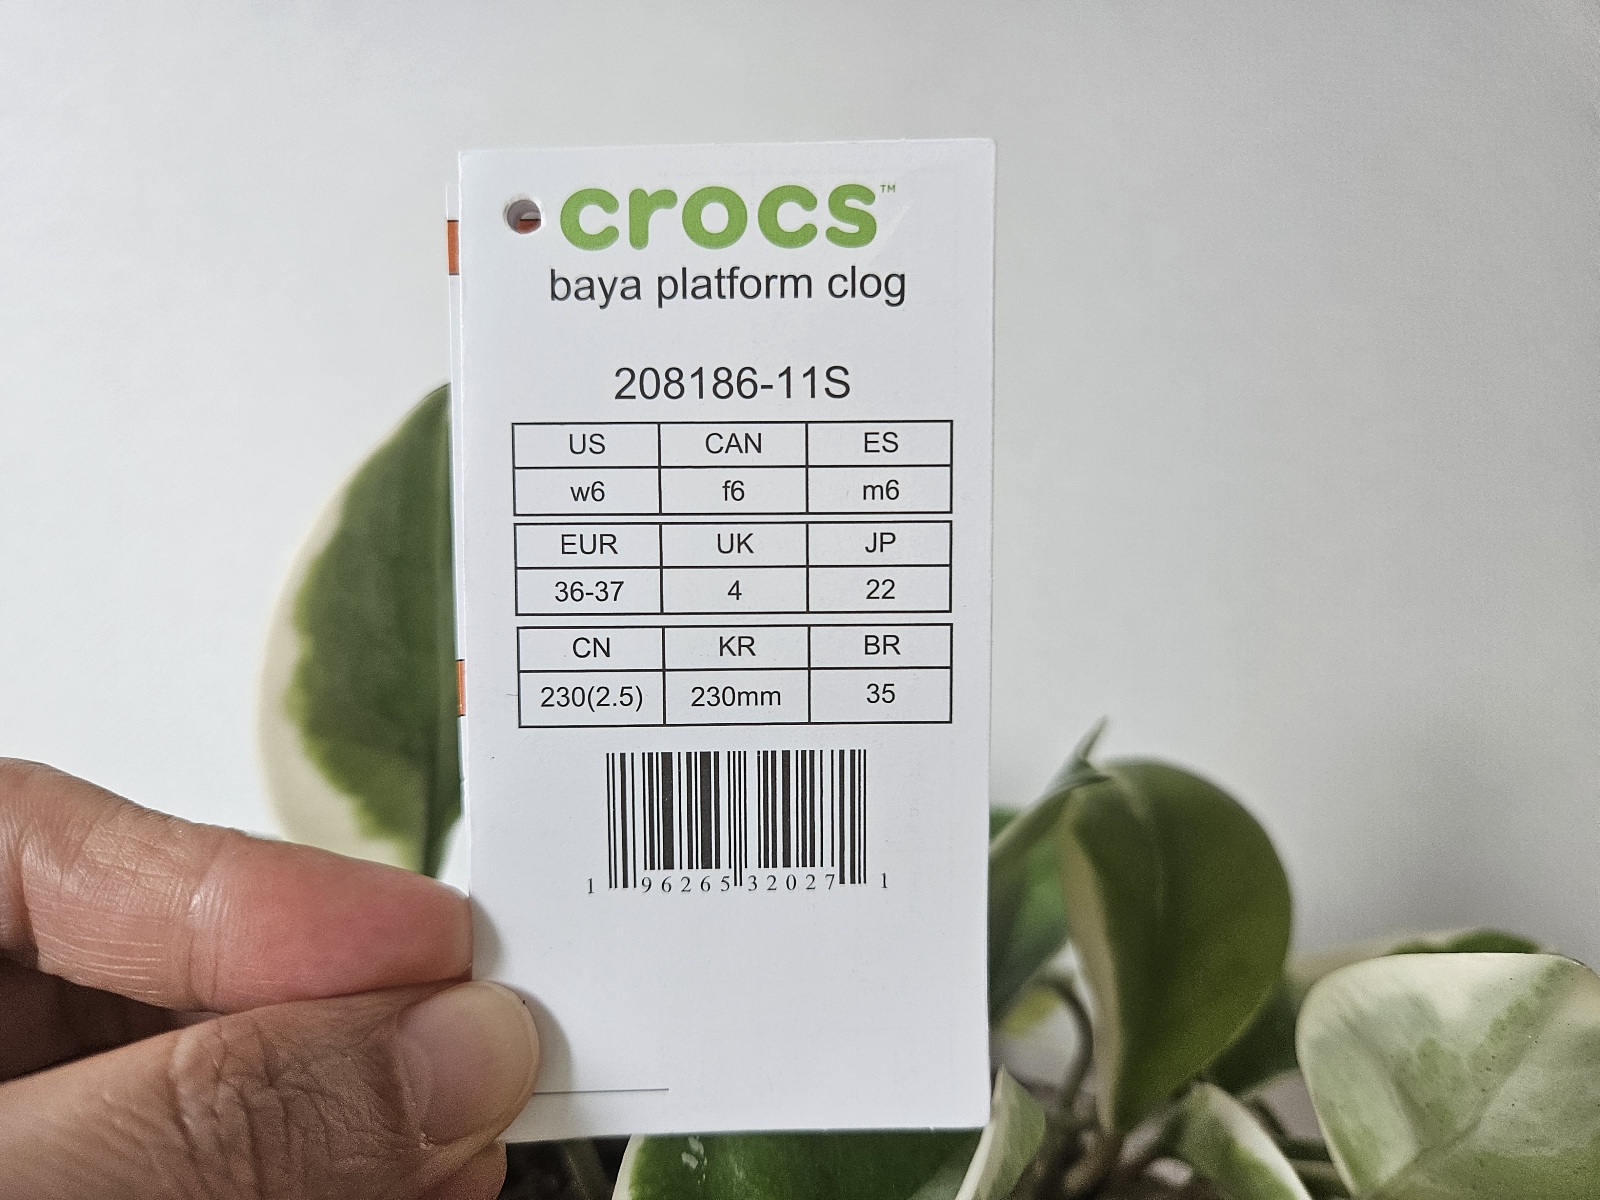 crocs™
baya platform clog
208186-11S
US CAN ES
w6 f6 m6
EUR UK JP
36-37 4 22
CN KR BR
230(2.5) 230mm 35
1 96265 32027 1